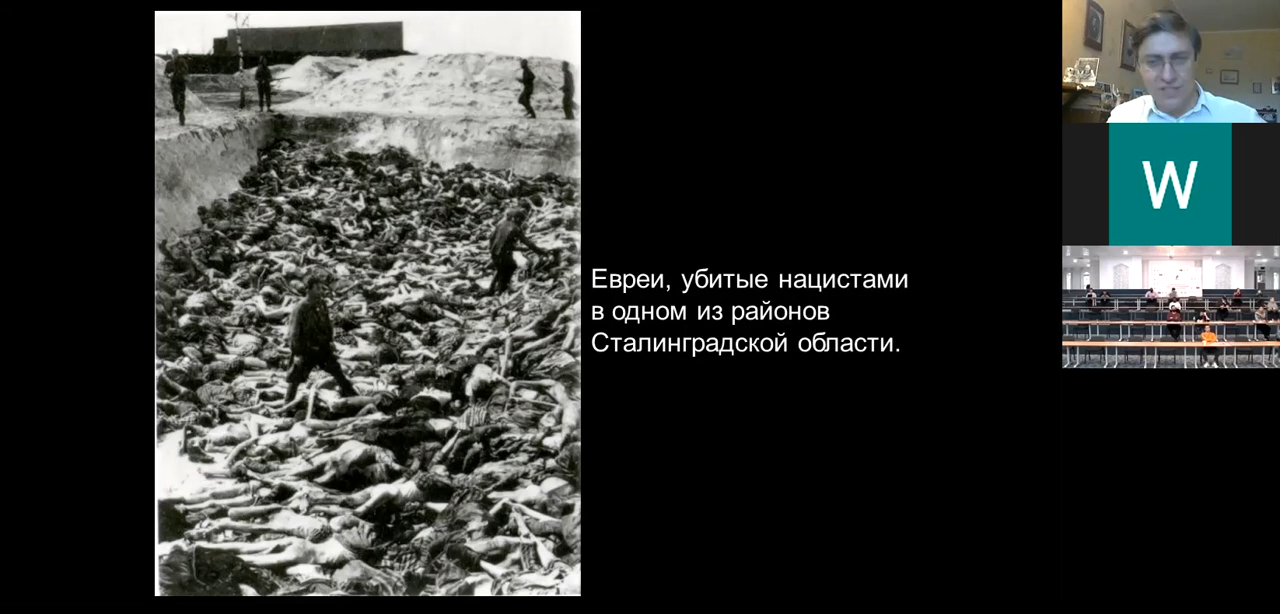 Евреи, убитые нацистами
в одном из районов
Сталинградской области.
W